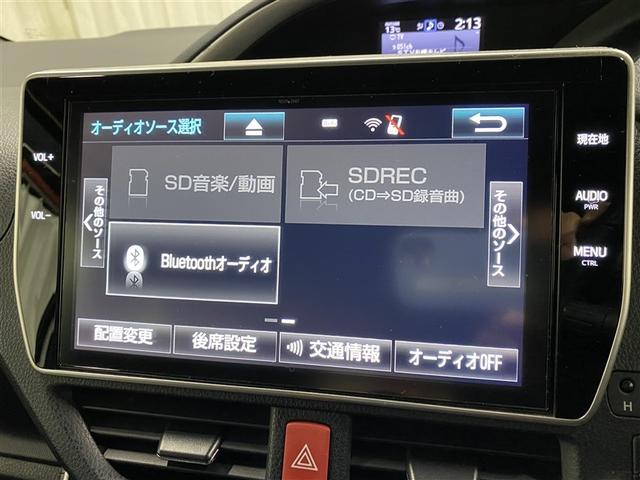 2:13
13℃
TV
051ch
オーディオソース選択
現在地
VOL+
SD音楽/動画
SDREC
(CD⇒SD録音曲)
その他のソース
その他のソース
AUDIO
PWR
VOL-
Bluetoothオーディオ
MENU
CTRL
配置変更
後席設定
交通情報
オーディオOFF
H